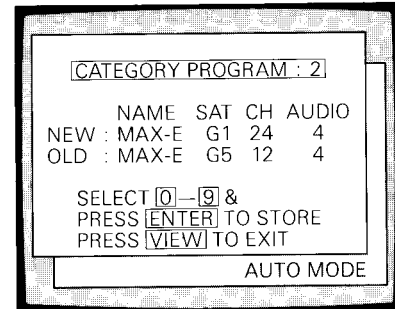 CATEGORY PROGRAM : 2
NAME SAT CH AUDIO
NEW : MAX-E G1 24 4
OLD : MAX-E G5 12 4
SELECT 0–9 &
PRESS ENTER TO STORE
PRESS VIEW TO EXIT
AUTO MODE